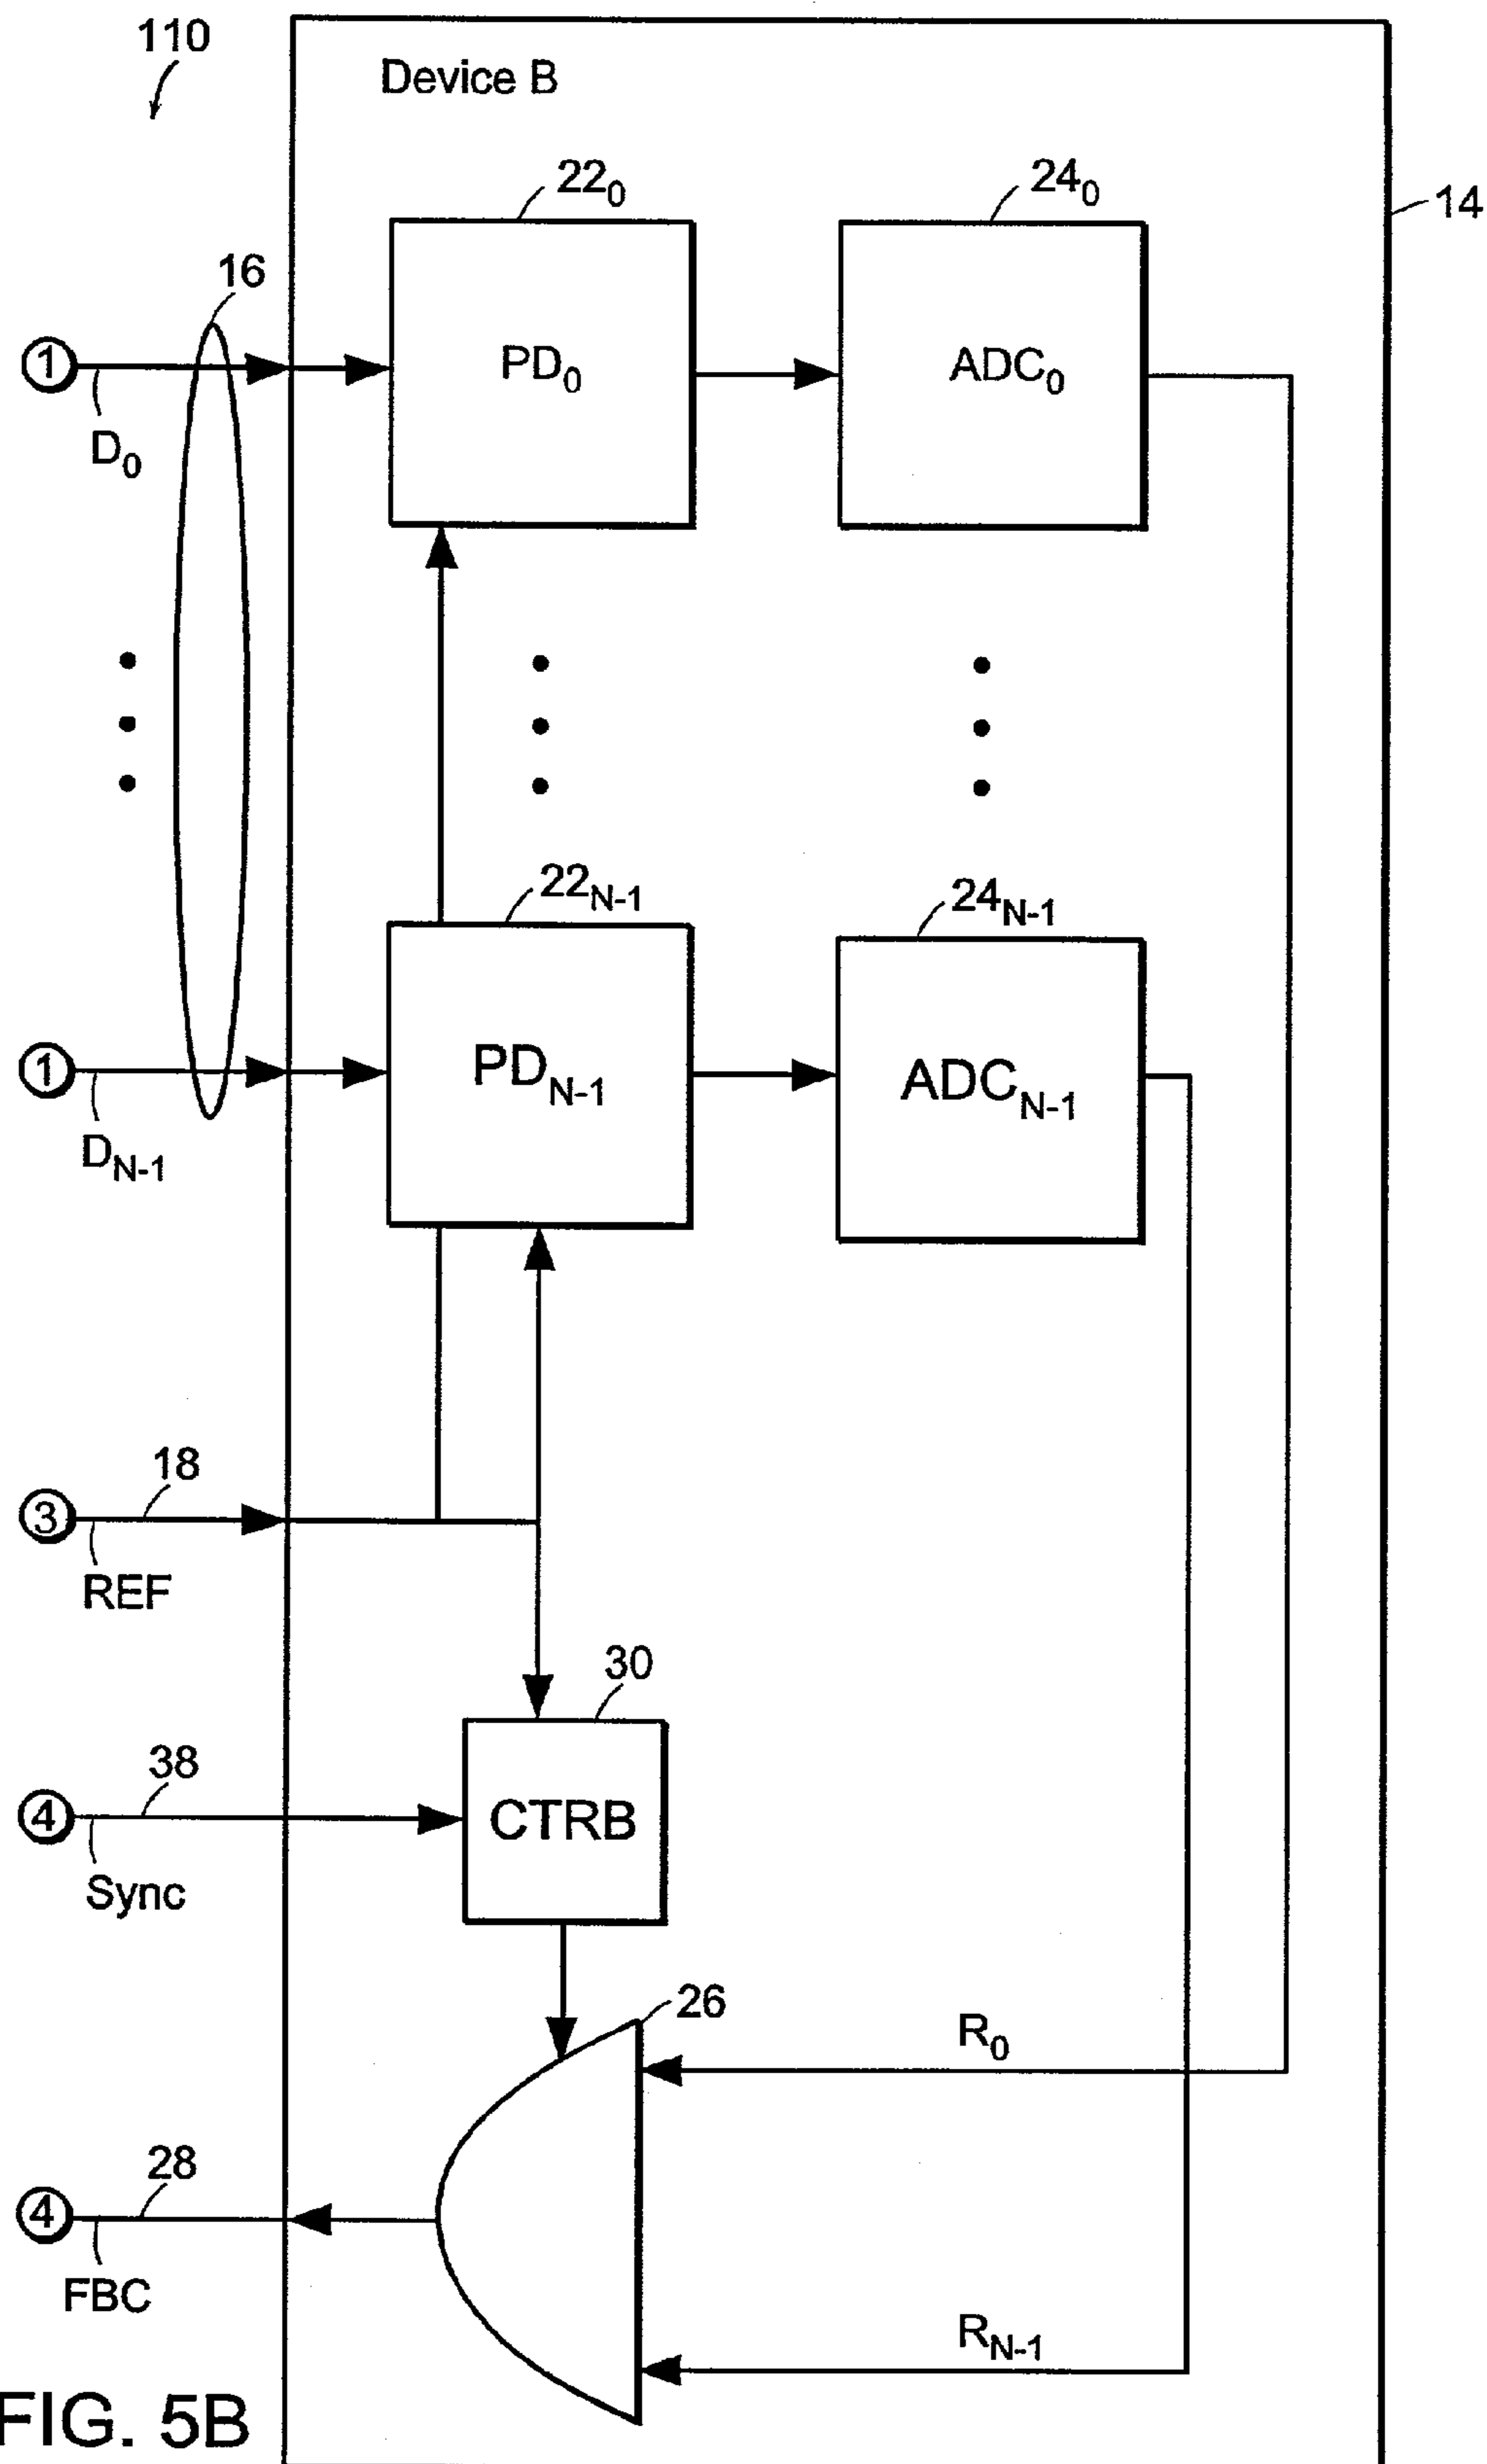 110
Device B
22₀
24₀
14
16
1
PD₀
ADC₀
D₀
22N-1
24N-1
1
PDN-1
ADCN-1
DN-1
18
3
REF
30
38
4
CTRB
Sync
26
R₀
28
4
FBC
RN-1
FIG. 5B